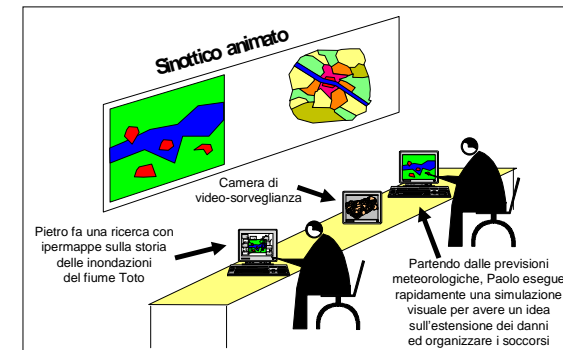 Sinottico animato
Camera di
video-sorveglianza
Pietro fa una ricerca con
ipermappe sulla storia
delle inondazioni
del fiume Toto
Partendo dalle previsioni
meteorologiche, Paolo esegue
rapidamente una simulazione
visuale per avere un idea
sull'estensione dei danni
ed organizzare i soccorsi